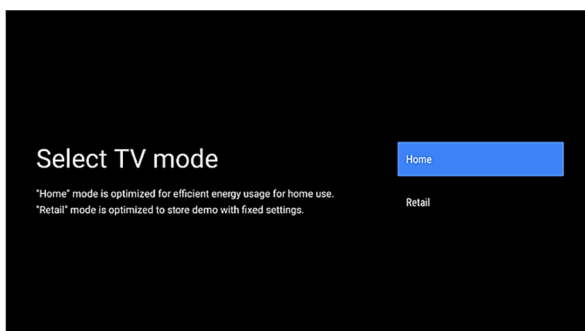 Select TV mode
"Home" mode is optimized for efficient energy usage for home use.
"Retail" mode is optimized to store demo with fixed settings.
Home
Retail